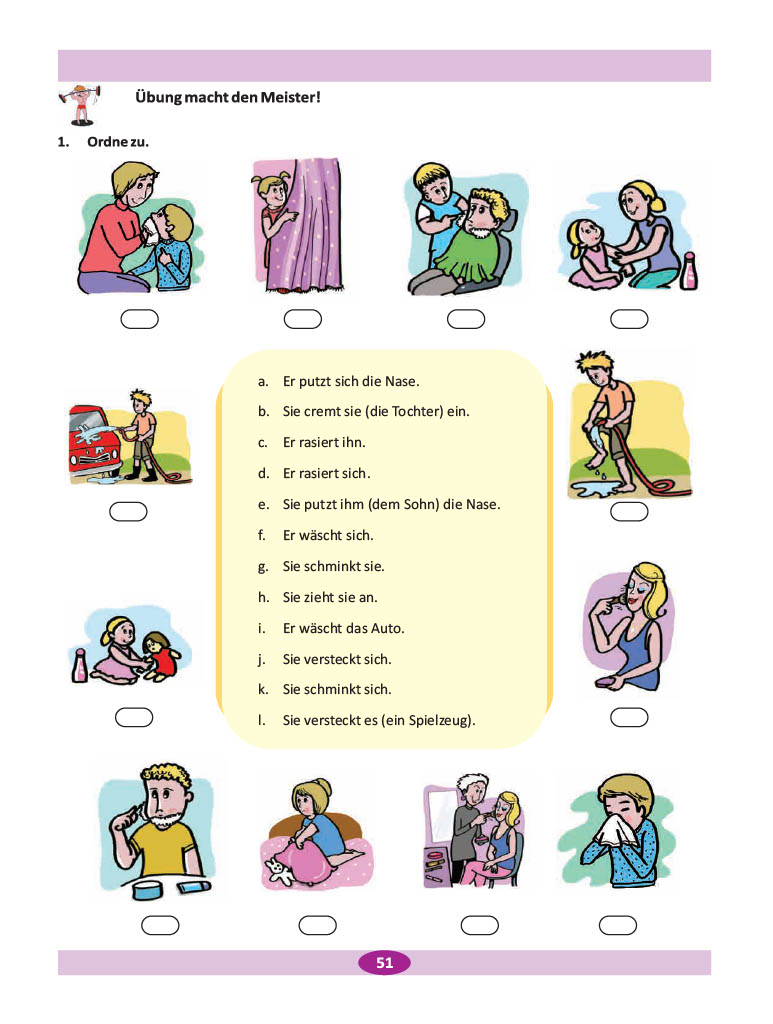 Übung macht den Meister!
1. Ordne zu.
a. Er putzt sich die Nase.
b. Sie cremt sie (die Tochter) ein.
c. Er rasiert ihn.
d. Er rasiert sich.
e. Sie putzt ihm (dem Sohn) die Nase.
f. Er wäscht sich.
g. Sie schminkt sie.
h. Sie zieht sie an.
i. Er wäscht das Auto.
j. Sie versteckt sich.
k. Sie schminkt sich.
l. Sie versteckt es (ein Spielzeug).
51